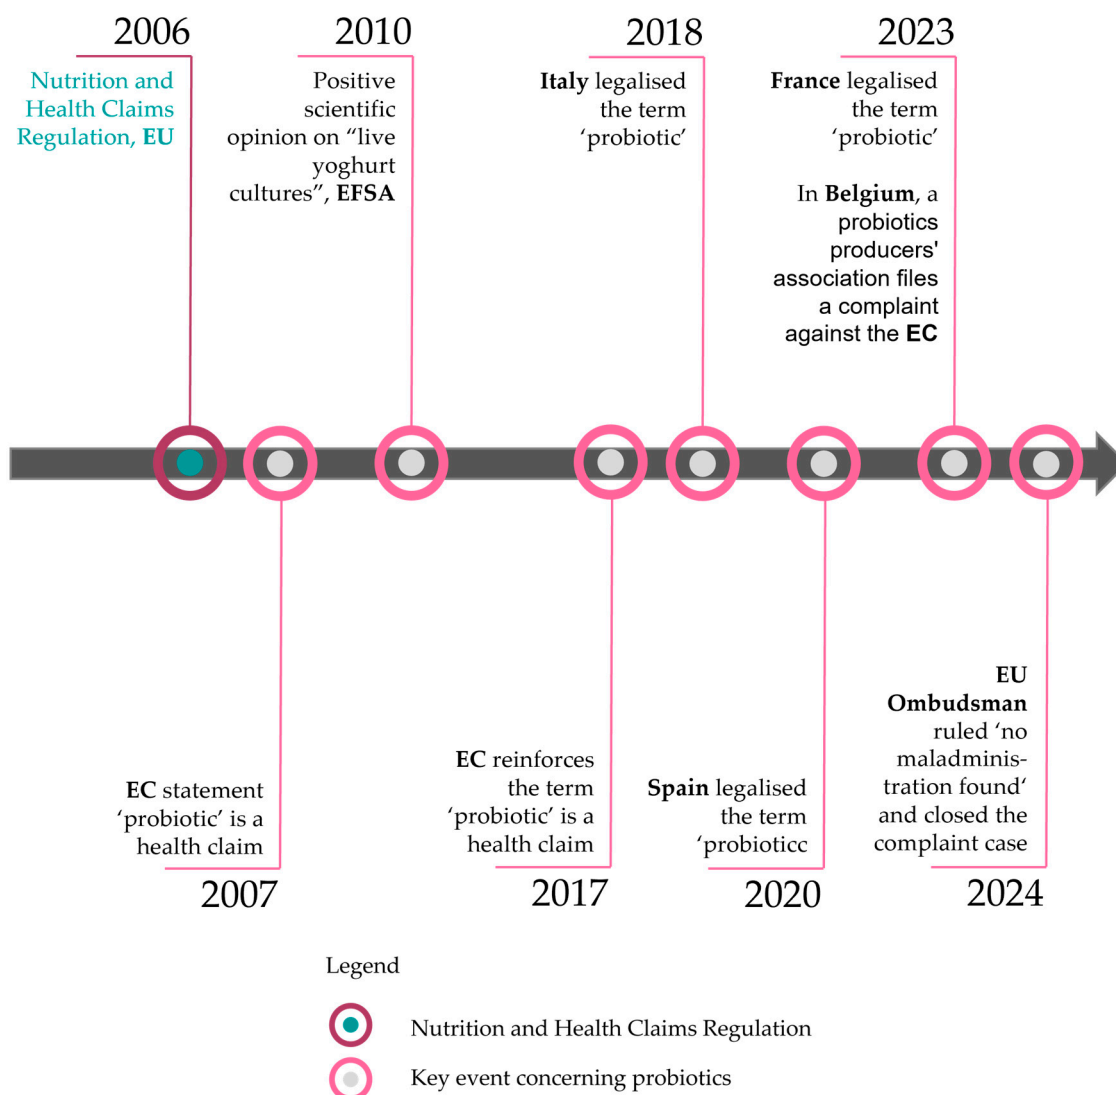 2006
Nutrition and
Health Claims
Regulation, EU
2010
Positive
scientific
opinion on “live
yoghurt
cultures”, EFSA
2018
Italy legalised
the term
‘probiotic’
2023
France legalised
the term
‘probiotic’
In Belgium, a
probiotics
producers'
association files
a complaint
against the EC
EC statement
‘probiotic’ is a
health claim
2007
EC reinforces
the term
‘probiotic’ is a
health claim
2017
Spain legalised
the term
‘probioticc
2020
EU
Ombudsman
ruled ‘no
maladminis-
tration found‘
and closed the
complaint case
2024
Legend
Nutrition and Health Claims Regulation
Key event concerning probiotics